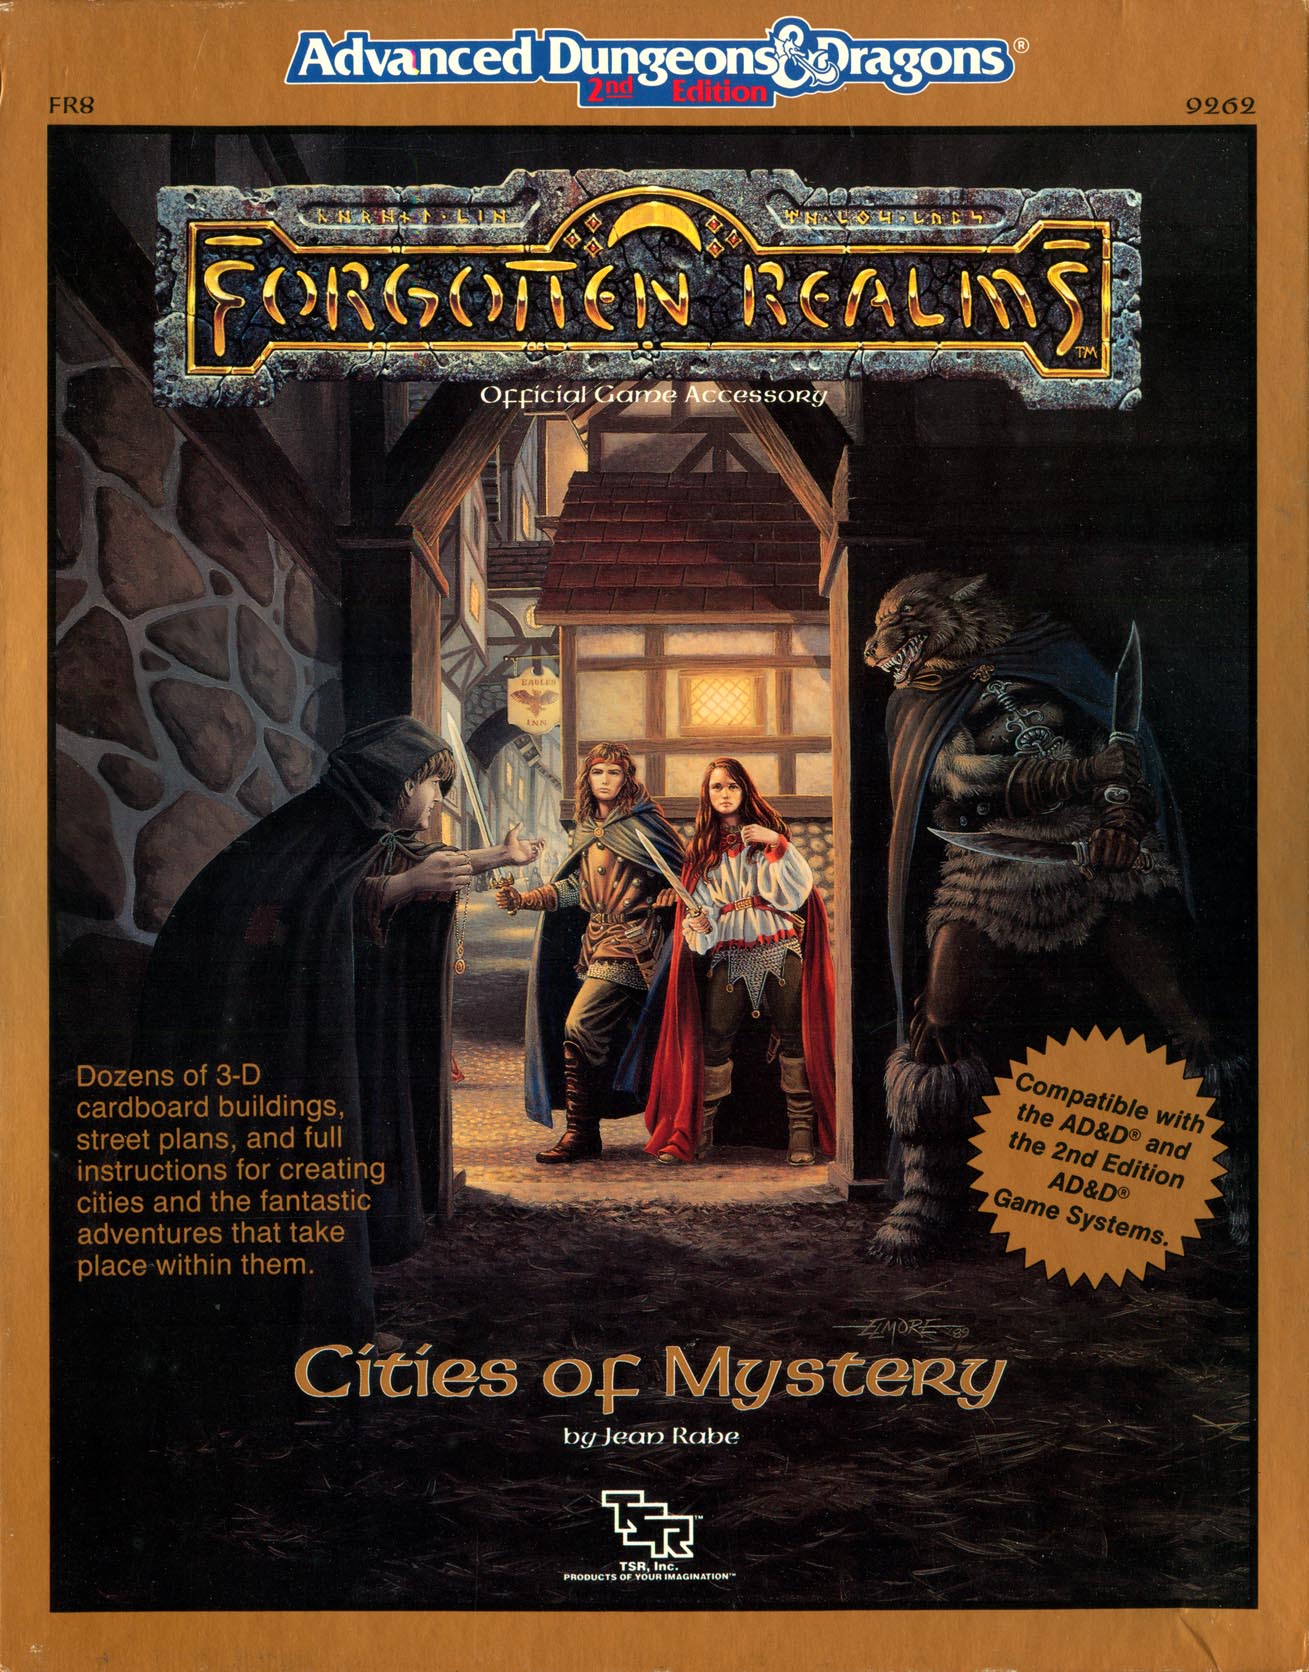 Advanced Dungeons & Dragons®
2nd Edition
FR8
9262
FORGOTTEN REALMS
™
Official Game Accessory
EAGLES
INN
Dozens of 3-D
cardboard buildings,
street plans, and full
instructions for creating
cities and the fantastic
adventures that take
place within them.
Compatible with
the AD&D® and
the 2nd Edition
AD&D®
Game Systems.
ELMORE 89
Cities of Mystery
by Jean Rabe
TSR™
TSR, Inc.
PRODUCTS OF YOUR IMAGINATION™